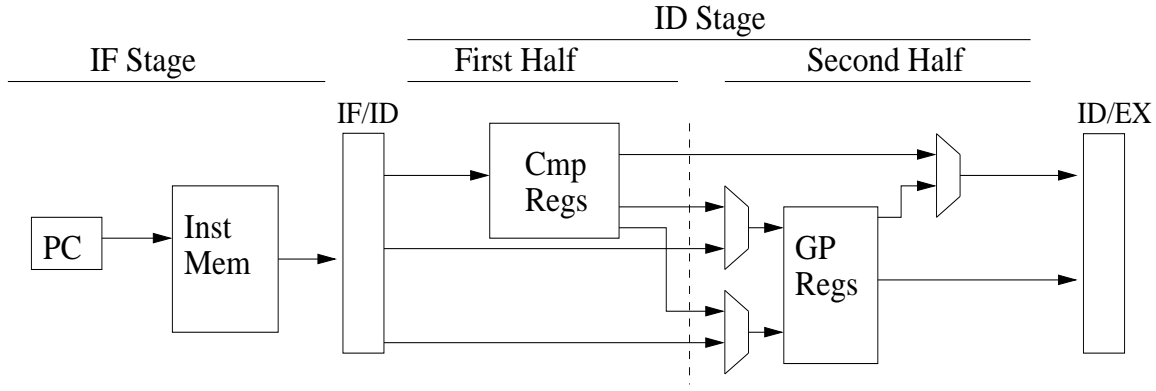 ID Stage
IF Stage
First Half
Second Half
IF/ID
ID/EX
Cmp
Regs
Inst
Mem
PC
GP
Regs